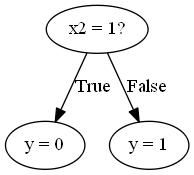 x2 = 1?
True
False
y = 0
y = 1